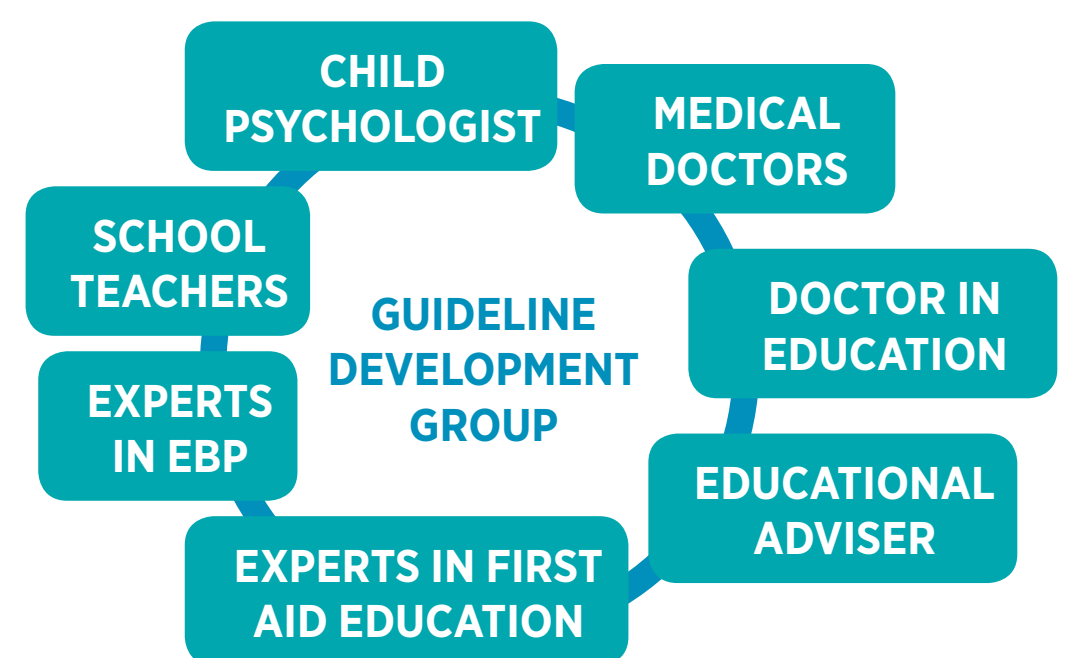 CHILD
PSYCHOLOGIST
MEDICAL
DOCTORS
DOCTOR IN
EDUCATION
EDUCATIONAL
ADVISER
EXPERTS IN FIRST
AID EDUCATION
EXPERTS
IN EBP
SCHOOL
TEACHERS
GUIDELINE
DEVELOPMENT
GROUP